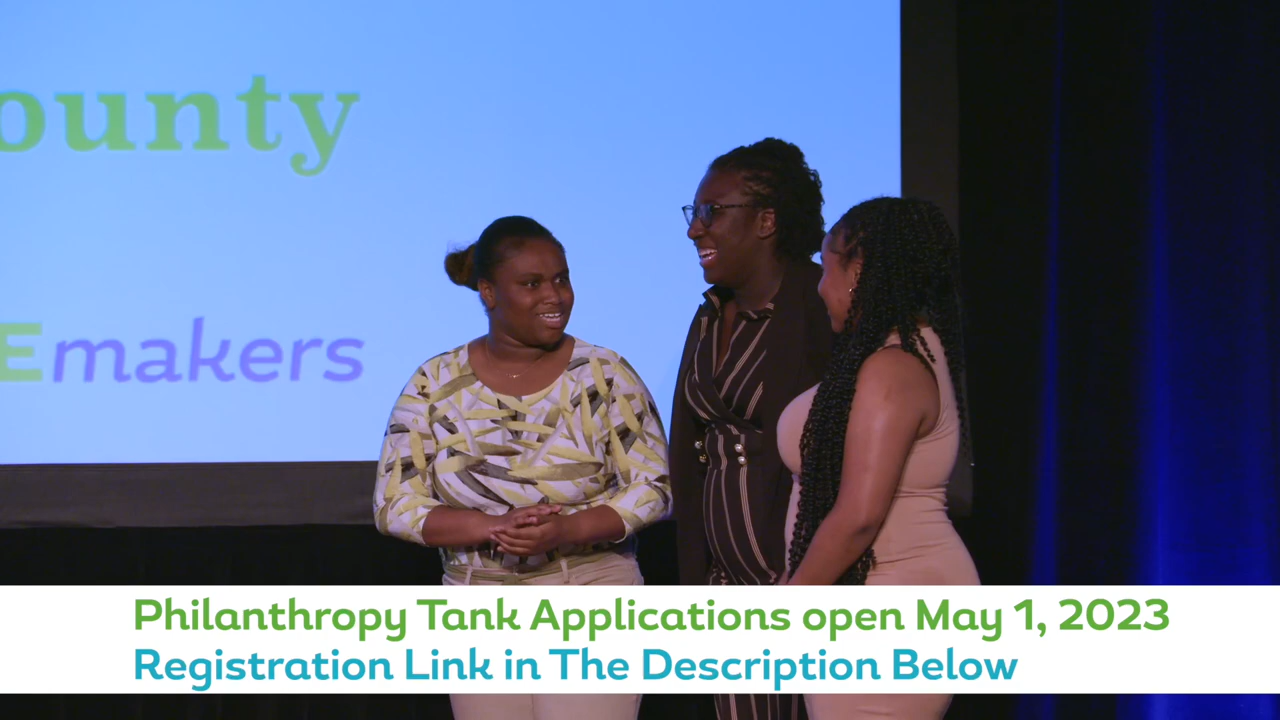 ounty
Emakers
Philanthropy Tank Applications open May 1, 2023
Registration Link in The Description Below